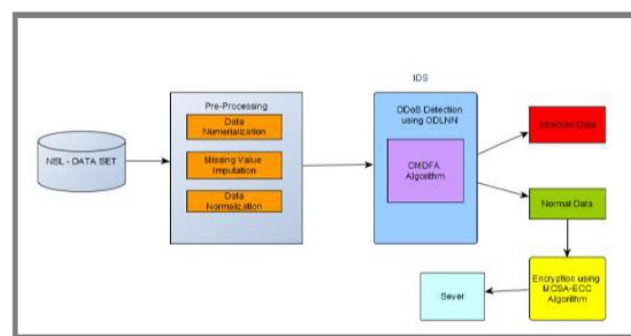 IDS
Pre-Processing
Data
Numerialization
Missing Value
Imputation
Data
Normalization
NSL - DATA SET
DDoS Detection
using ODLNN
CMDFA
Algorithm
Attacked Data
Normal Data
Encryption using
MCSA-ECC
Algorithm
Sever